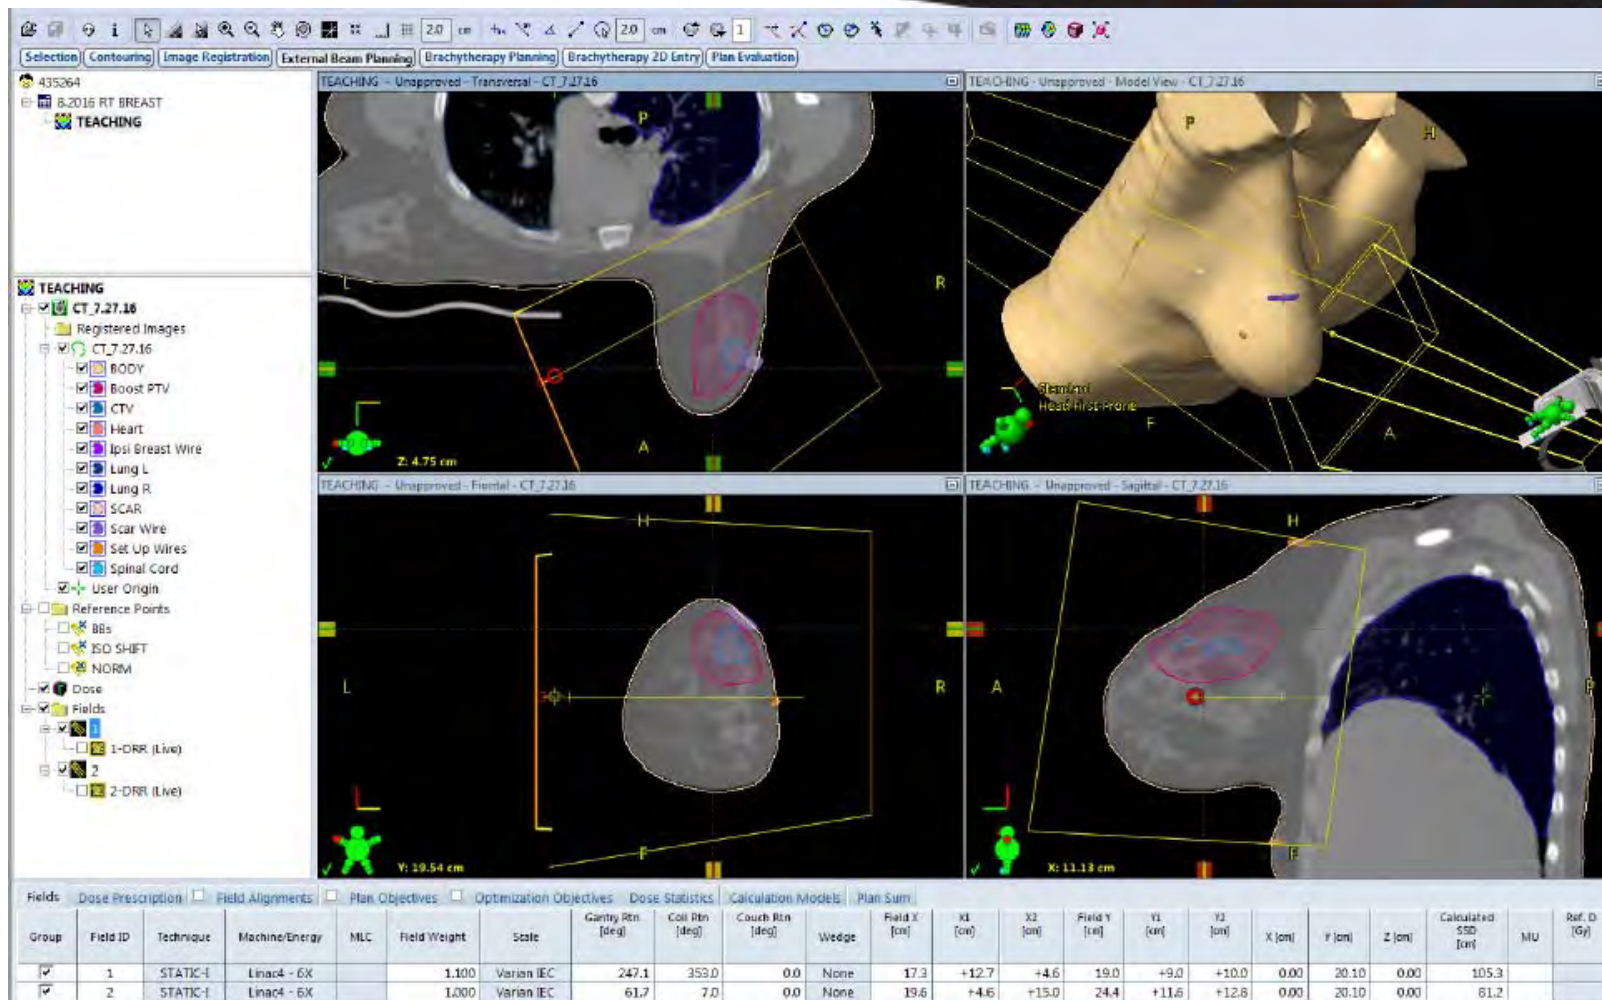 2.0 cm 2.0 cm 1
Selection Contouring Image Registration External Beam Planning Brachytherapy Planning Brachytherapy 2D Entry Plan Evaluation
435264
8.2016 RT BREAST
TEACHING
TEACHING
CT_7.27.16
Registered Images
CT_7.27.16
BODY
Boost PTV
CTV
Heart
Ipsi Breast Wire
Lung L
Lung R
SCAR
Scar Wire
Set Up Wires
Spinal Cord
User Origin
Reference Points
BBs
ISO SHIFT
NORM
Dose
Fields
1
1-DRR (Live)
2
2-DRR (Live)
TEACHING - Unapproved - Transversal - CT_7.27.16
P
L
R
A
Z: 4.75 cm
TEACHING - Unapproved - Model View - CT_7.27.16
P
H
Standard
Head First-Prone
F
A
TEACHING - Unapproved - Frontal - CT_7.27.16
H
L
R
F
Y: 19.54 cm
TEACHING - Unapproved - Sagittal - CT_7.27.16
H
A
P
F
X: 11.13 cm
Fields Dose Prescription Field Alignments Plan Objectives Optimization Objectives Dose Statistics Calculation Models Plan Sum
Group Field ID Technique Machine/Energy MLC Field Weight Scale Gantry Rtn [deg] Coll Rtn [deg] Couch Rtn [deg] Wedge Field X [cm] X1 [cm] X2 [cm] Field Y [cm] Y1 [cm] Y2 [cm] X [cm] Y [cm] Z [cm] Calculated SSD [cm] MU Ref. D [Gy]
1 STATIC-I Linac4 - 6X 1.100 Varian IEC 247.1 353.0 0.0 None 17.3 +12.7 +4.6 19.0 +9.0 +10.0 0.00 20.10 0.00 105.3
2 STATIC-I Linac4 - 6X 1.000 Varian IEC 61.7 7.0 0.0 None 19.6 +4.6 +15.0 24.4 +11.6 +12.8 0.00 20.10 0.00 81.2